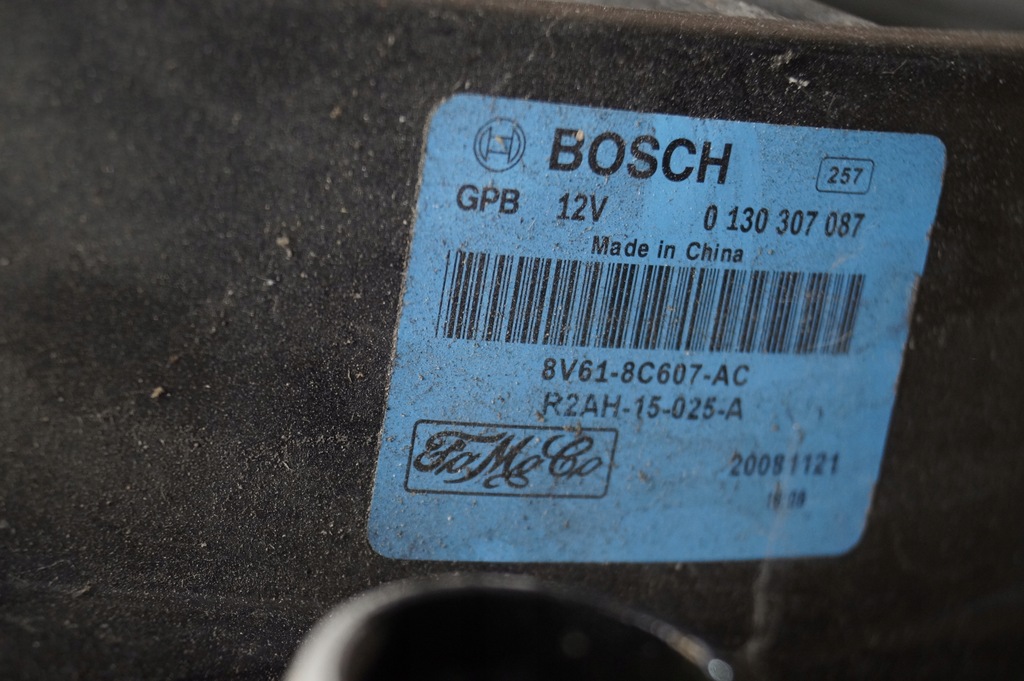 BOSCH
257
GPB 12V 0 130 307 087
Made in China
8V61-8C607-AC
R2AH-15-025-A
FoMoCo
20081121